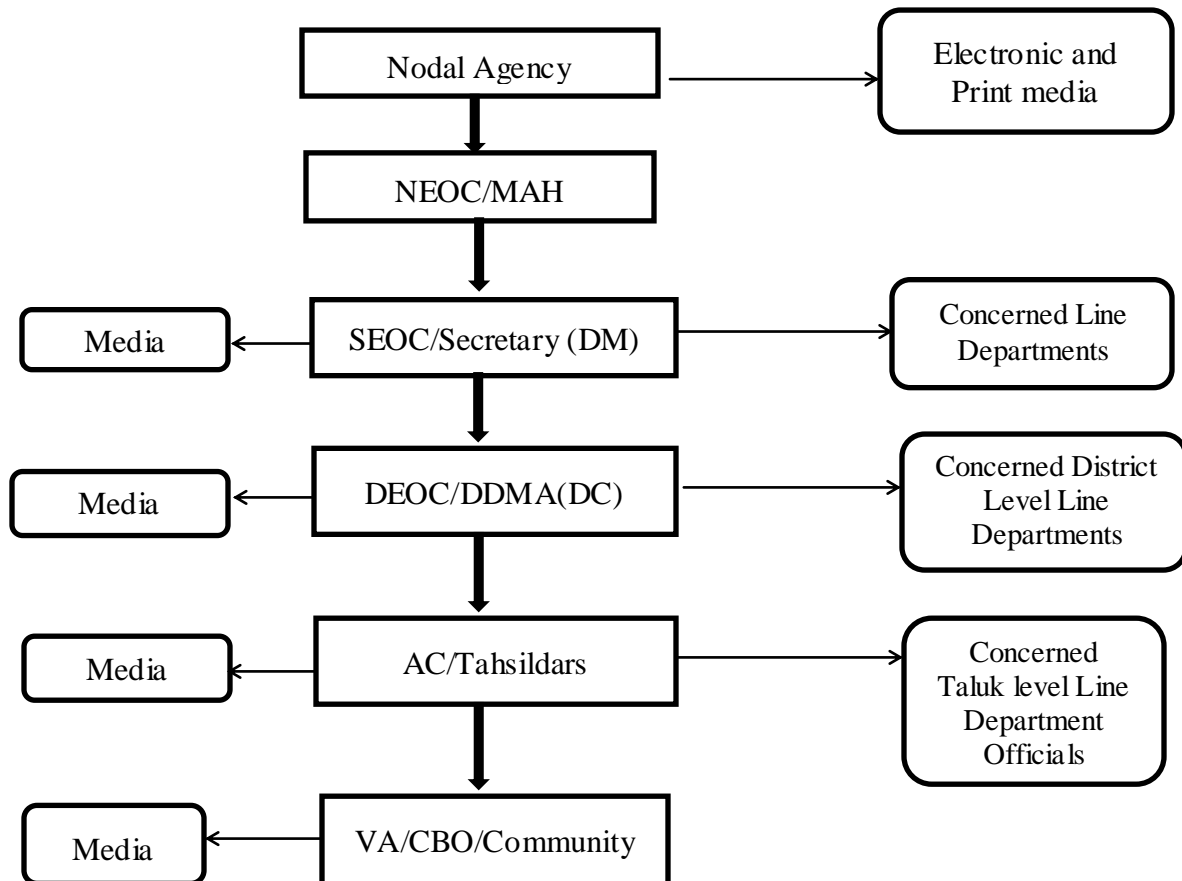 Nodal Agency
Electronic and
Print media
NEOC/MAH
Media
SEOC/Secretary (DM)
Concerned Line
Departments
Media
DEOC/DDMA(DC)
Concerned District
Level Line
Departments
Media
AC/Tahsildars
Concerned
Taluk level Line
Department
Officials
Media
VA/CBO/Community